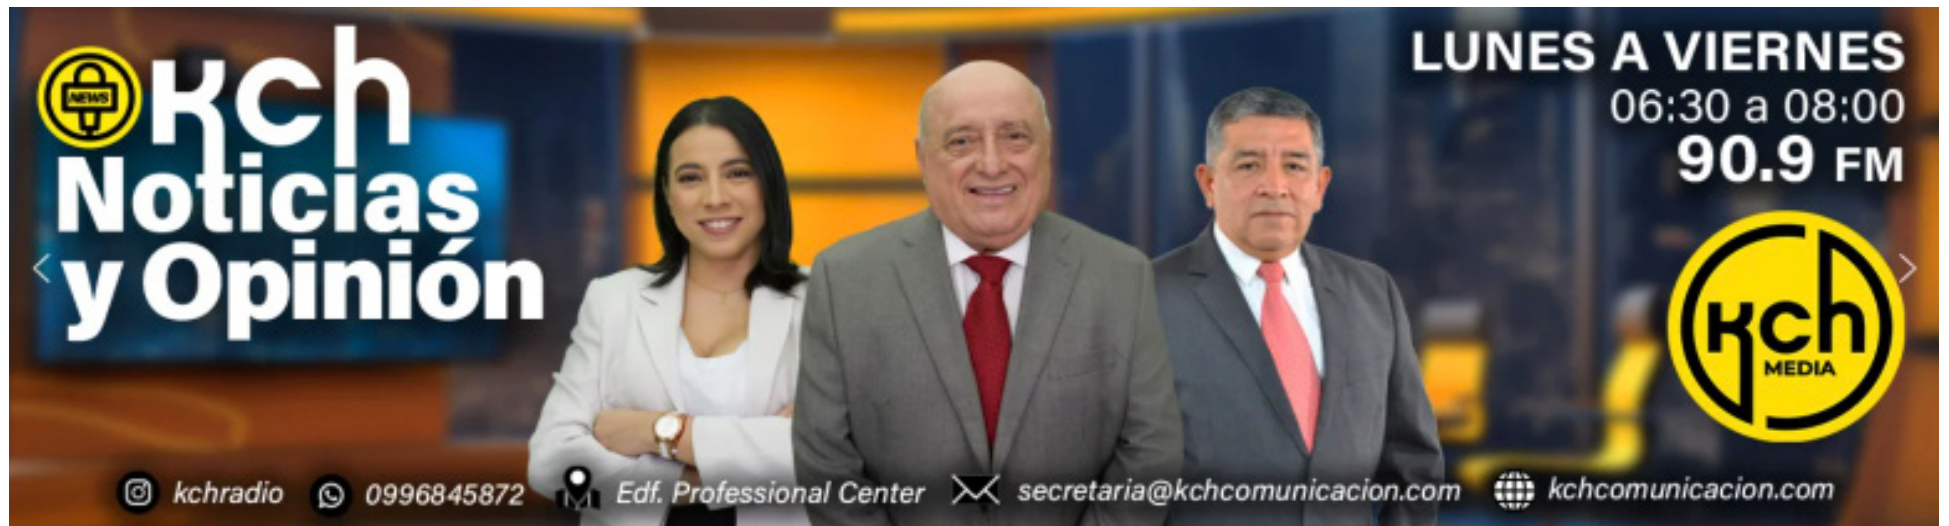 NEWS
kch
Noticias
y Opinión
LUNES A VIERNES
06:30 a 08:00
90.9 FM
kch
MEDIA
kchradio 0996845872 Edf. Professional Center secretaria@kchcomunicacion.com kchcomunicacion.com